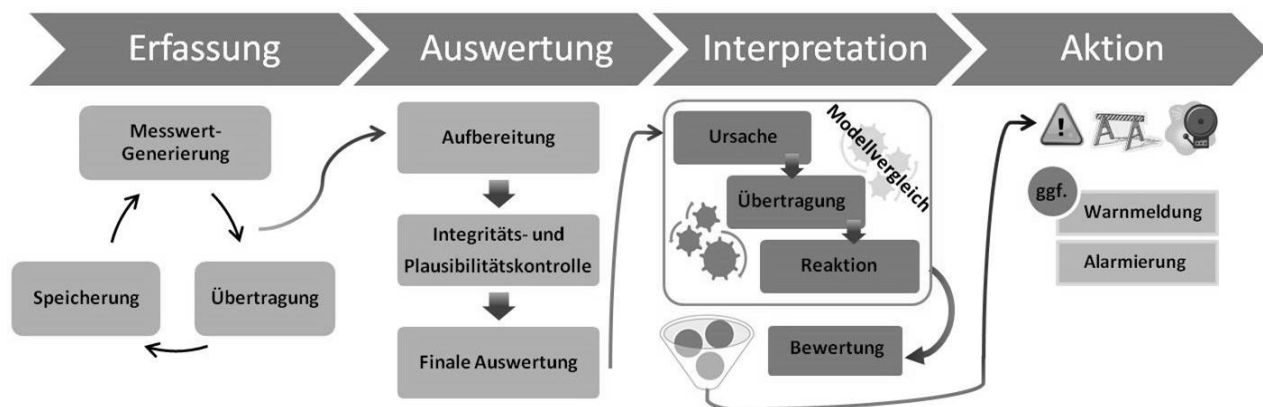 Erfassung
Auswertung
Interpretation
Aktion
Messwert-
Generierung
Speicherung
Übertragung
Aufbereitung
Integritäts- und
Plausibilitätskontrolle
Finale Auswertung
Ursache
Übertragung
Reaktion
Modellvergleich
Bewertung
!
ggf.
Warnmeldung
Alarmierung